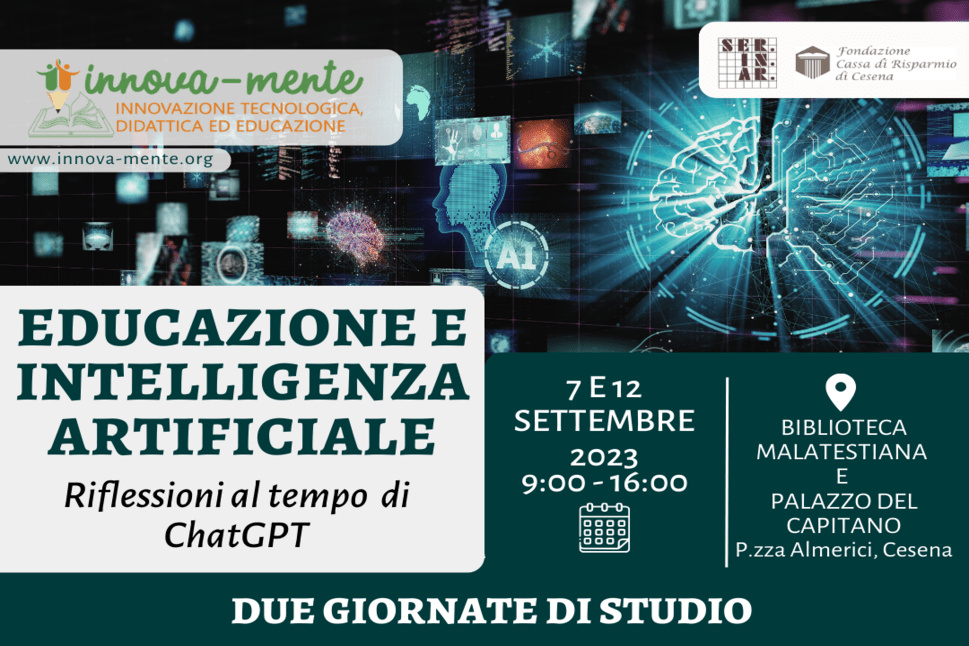 innova-mente
INNOVAZIONE TECNOLOGICA,
DIDATTICA ED EDUCAZIONE
www.innova-mente.org
SER.
IN.
AR.
Fondazione
Cassa di Risparmio
di Cesena
AI
EDUCAZIONE E
INTELLIGENZA
ARTIFICIALE
Riflessioni al tempo di
ChatGPT
7 E 12
SETTEMBRE
2023
9:00 - 16:00
BIBLIOTECA
MALATESTIANA
E
PALAZZO DEL
CAPITANO
P.zza Almerici, Cesena
DUE GIORNATE DI STUDIO